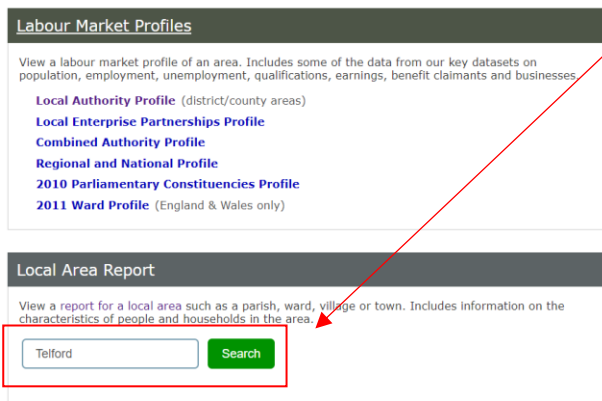 Labour Market Profiles
View a labour market profile of an area. Includes some of the data from our key datasets on
population, employment, unemployment, qualifications, earnings, benefit claimants and businesses.
Local Authority Profile (district/county areas)
Local Enterprise Partnerships Profile
Combined Authority Profile
Regional and National Profile
2010 Parliamentary Constituencies Profile
2011 Ward Profile (England & Wales only)
Local Area Report
View a report for a local area such as a parish, ward, village or town. Includes information on the
characteristics of people and households in the area.
Telford Search